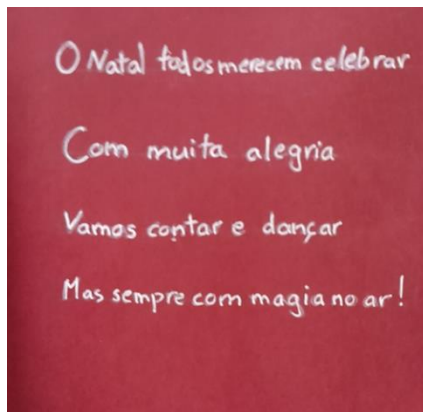 O Natal todos merecem celebrar
Com muita alegria
Vamos contar e dançar
Mas sempre com magia no ar!